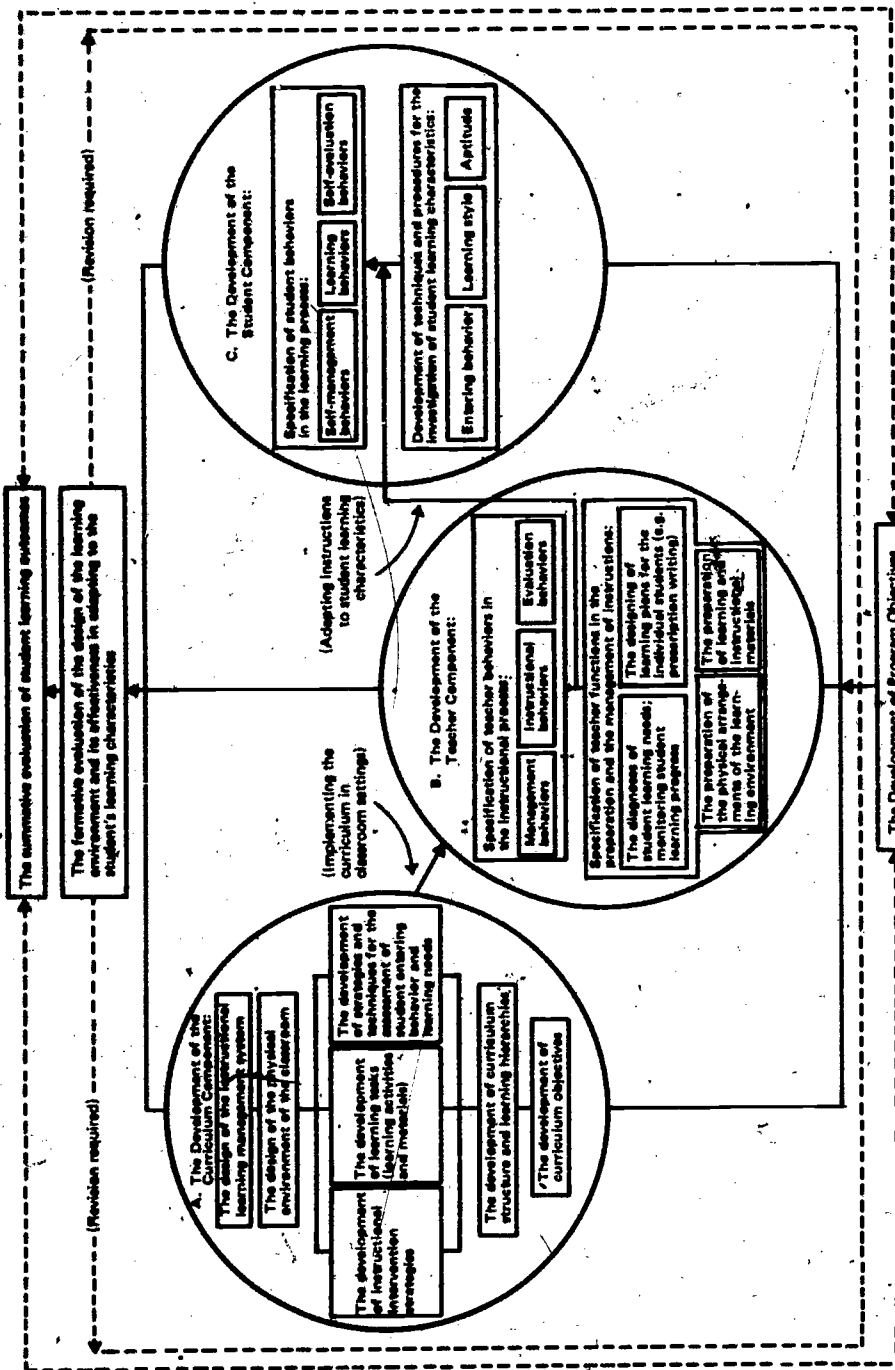 The summative evaluation of student learning outcomes
The formative evaluation of the design of the learning
environment and its effectiveness in adapting to the
student's learning characteristics
(Revision required)
(Revision required)
A. The Development of the
Curriculum Component:
The design of the instructional
learning management system
The design of the physical
environment of the classroom
The development
of instructional
intervention
strategies
The development
of learning tasks
(learning activities
and materials)
The development
of strategies and
techniques for the
assessment of
student entering
behavior and
learning needs
The development of curriculum
structure and learning hierarchies
The development of
curriculum objectives
(Implementing the
curriculum in
classroom settings)
B. The Development of the
Teacher Component:
Specification of teacher behaviors in
the instructional process:
Management
behaviors
Instructional
behaviors
Evaluation
behaviors
Specification of teacher functions in the
preparation and the management of instructions:
The diagnoses of
student learning needs;
monitoring student
learning progress
The designing of
learning plans for the
individual students (e.g.
prescription writing)
The preparation of
the physical arrange-
ments of the learn-
ing environment
The preparation
of learning and
instructional
materials
(Adapting instructions
to student learning
characteristics)
C. The Development of the
Student Component:
Specification of student behaviors
in the learning process:
Self-management
behaviors
Learning
behaviors
Self-evaluation
behaviors
Development of techniques and procedures for the
investigation of student learning characteristics:
Entering behavior
Learning style
Aptitude
The Development of Program Objectives